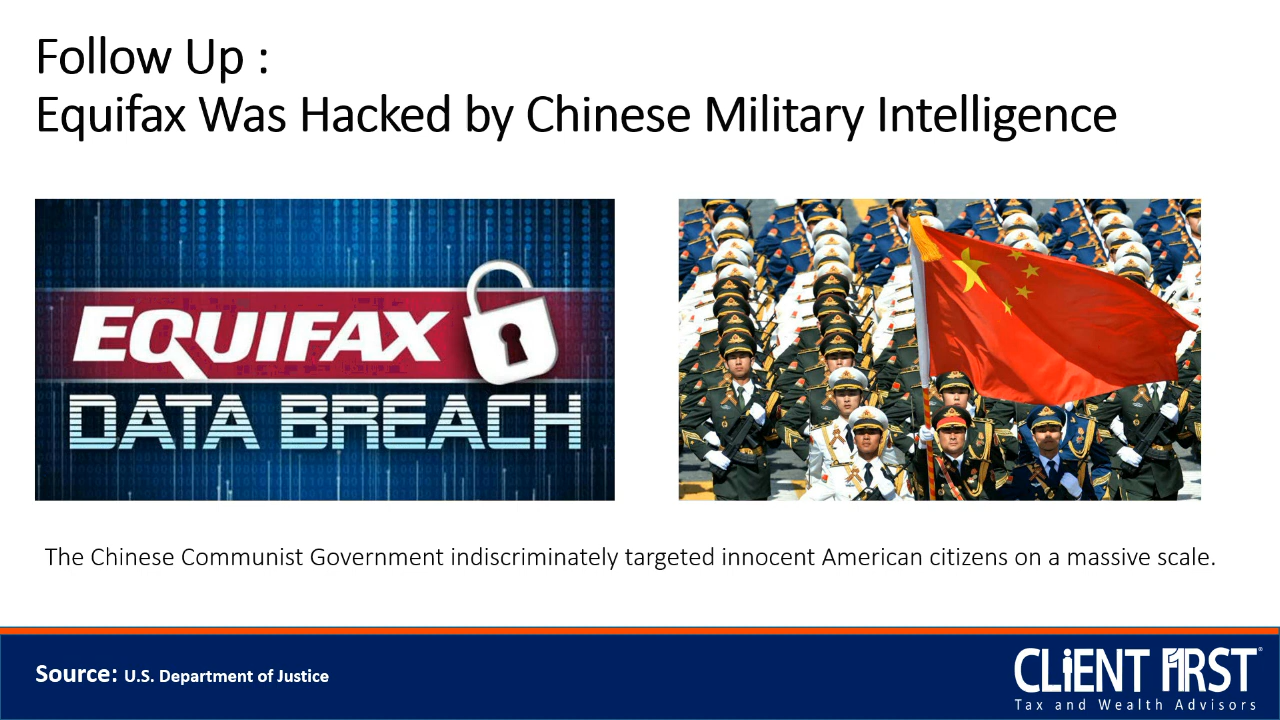 Follow Up :
Equifax Was Hacked by Chinese Military Intelligence
EQUIFAX
DATA BREACH
The Chinese Communist Government indiscriminately targeted innocent American citizens on a massive scale.
Source: U.S. Department of Justice
CLiENT FIRST®
Tax and Wealth Advisors